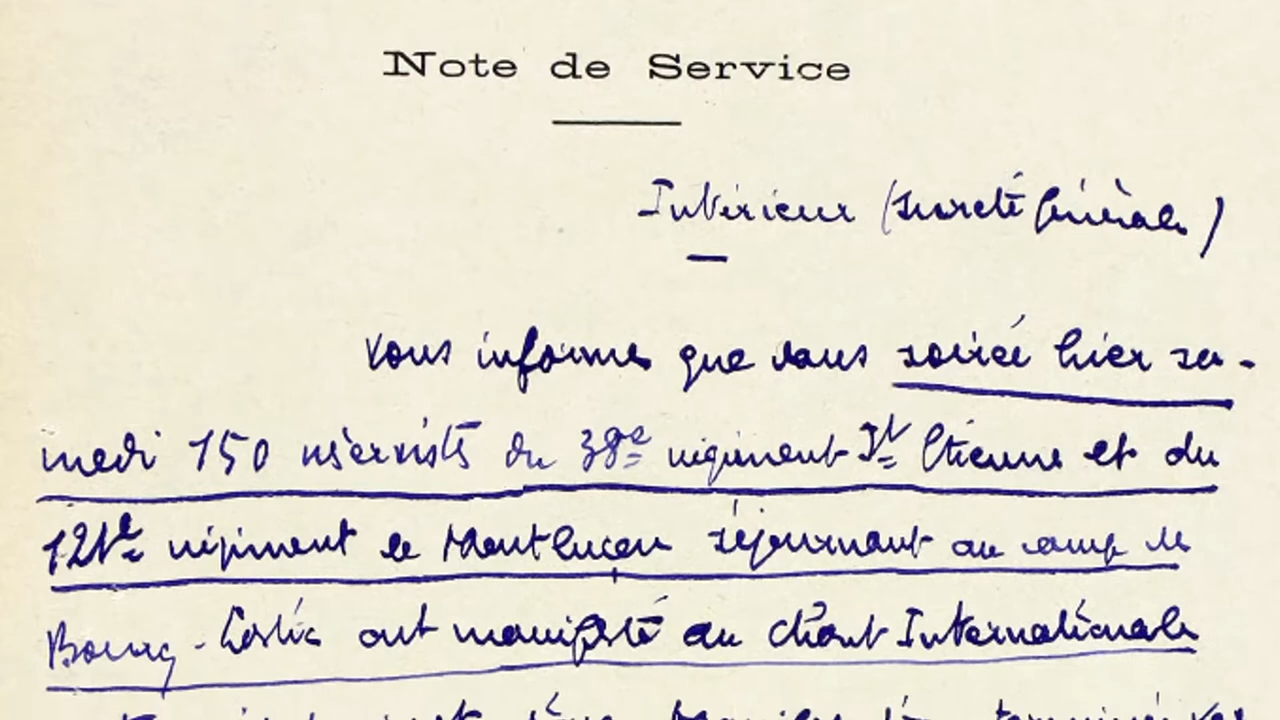 Note de Service
Intérieur (Sureté Générale)
vous informe que dans soirée hier sa-
medi 150 réservistes du 38e régiment St Etienne et du
121e régiment de Montluçon séjournant au camp de
Bourg-Lastic ont manifesté au chant Internationale